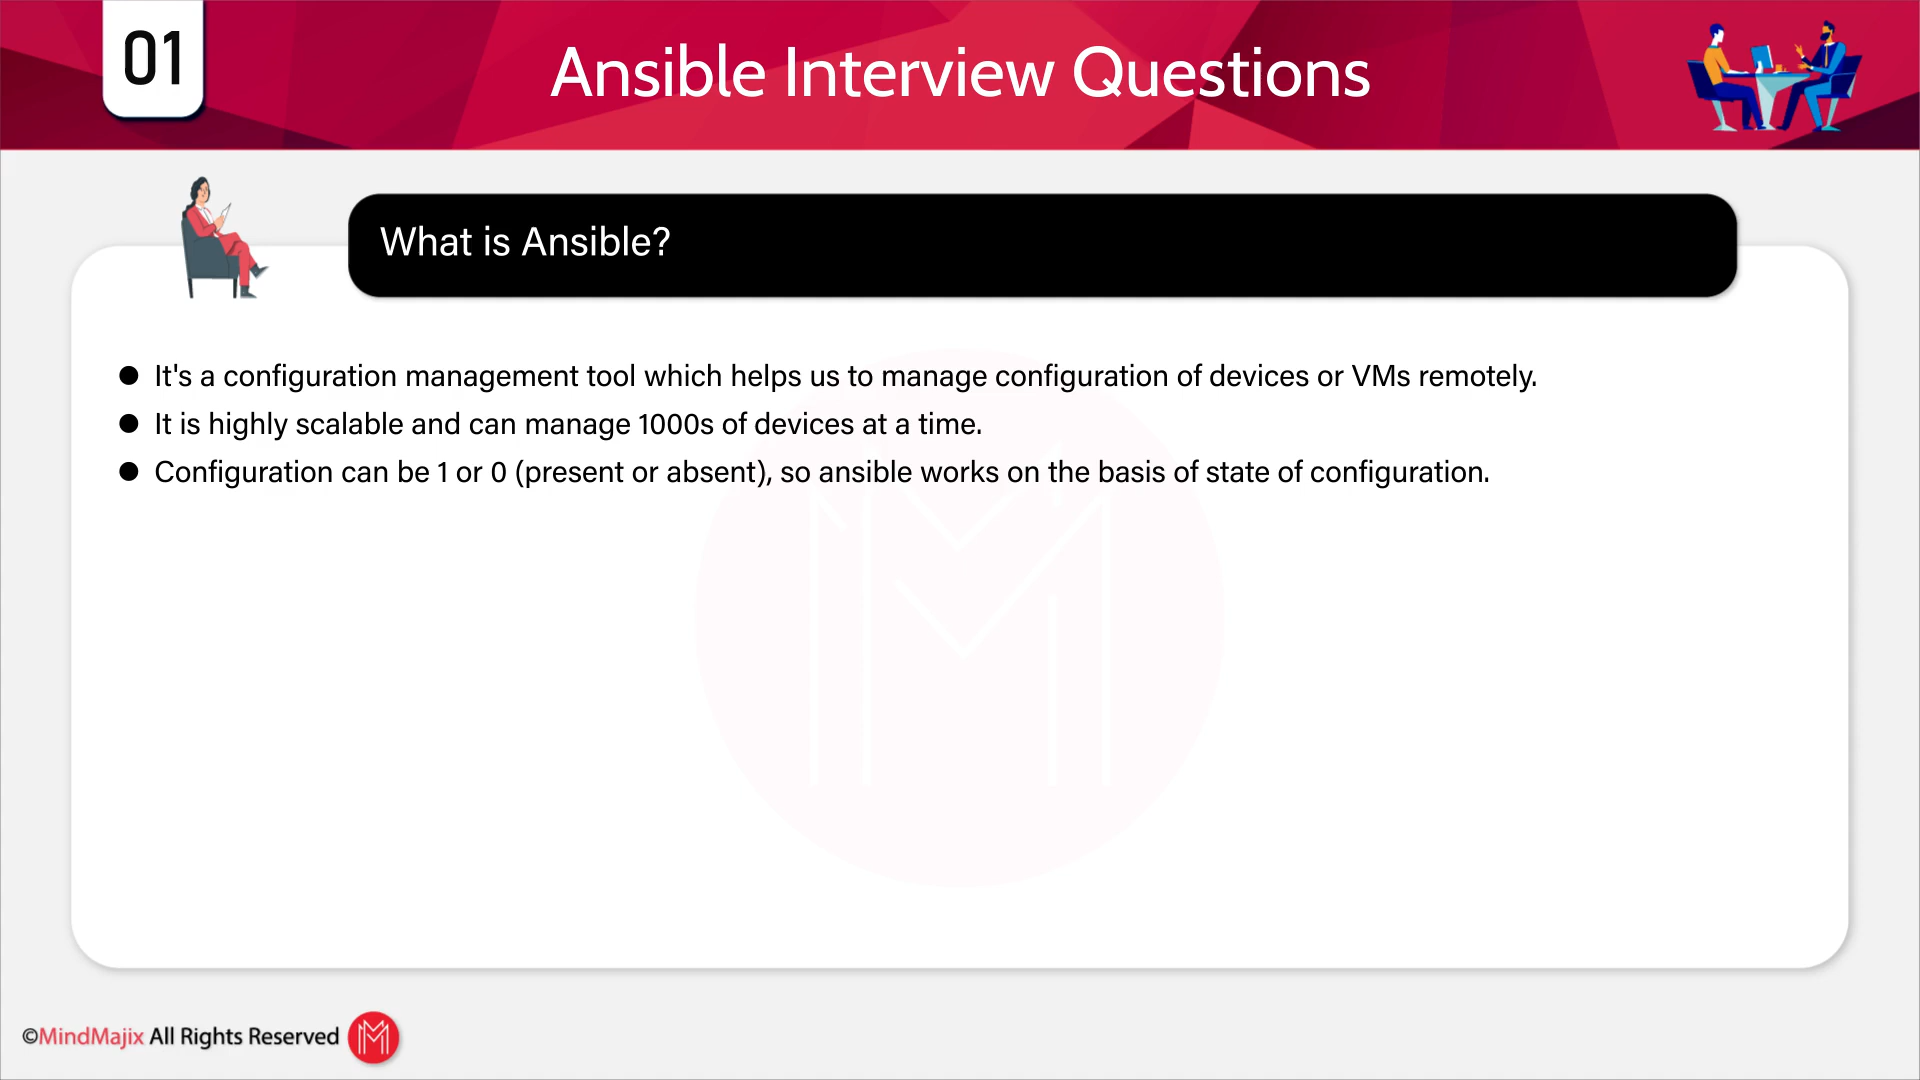 01
Ansible Interview Questions
What is Ansible?
● It's a configuration management tool which helps us to manage configuration of devices or VMs remotely.
● It is highly scalable and can manage 1000s of devices at a time.
● Configuration can be 1 or 0 (present or absent), so ansible works on the basis of state of configuration.
©MindMajix All Rights Reserved